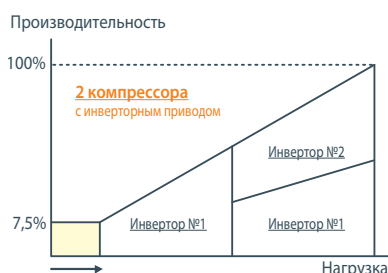 Производительность
100%
2 компрессора
с инверторным приводом
Инвертор №2
7,5%
Инвертор №1
Инвертор №1
Нагрузка